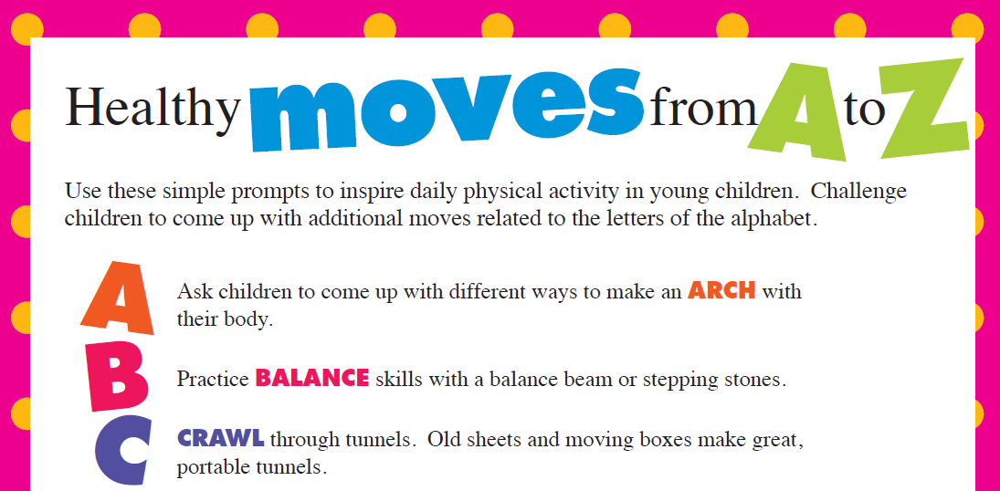 Healthy moves from A to Z
Use these simple prompts to inspire daily physical activity in young children.  Challenge
children to come up with additional moves related to the letters of the alphabet.
A
Ask children to come up with different ways to make an ARCH with
their body.
B
Practice BALANCE skills with a balance beam or stepping stones.
C
CRAWL through tunnels.  Old sheets and moving boxes make great,
portable tunnels.